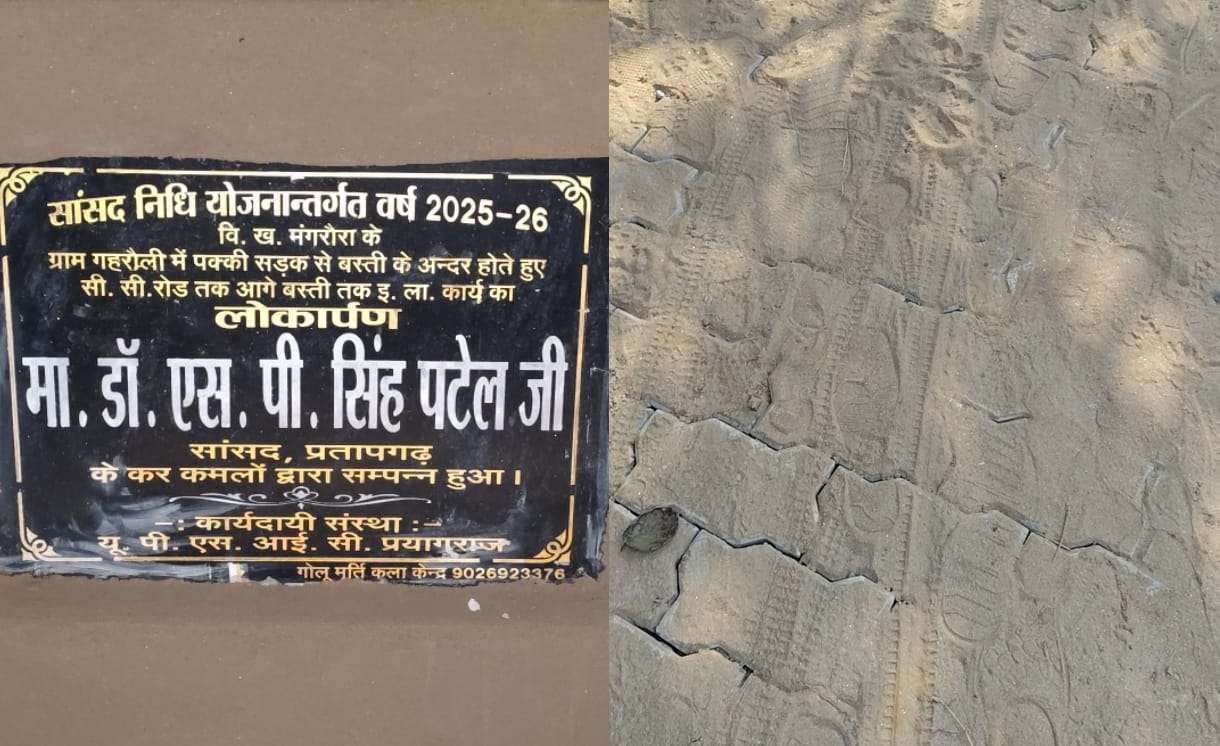 सांसद निधि योजनान्तर्गत वर्ष 2025-26
वि. ख. मंगरौरा के
ग्राम गहरौली में पक्की सड़क से बस्ती के अन्दर होते हुए
सी. सी.रोड तक आगे बस्ती तक इ. ला. कार्य का
लोकार्पण
मा. डॉ. एस. पी. सिंह पटेल जी
सांसद, प्रतापगढ़
के कर कमलों द्वारा सम्पन्न हुआ।
-: कार्यदायी संस्था :-
यू. पी. एस. आई. सी. प्रयागराज
गोलू मर्ति कला केन्द्र 9026923376